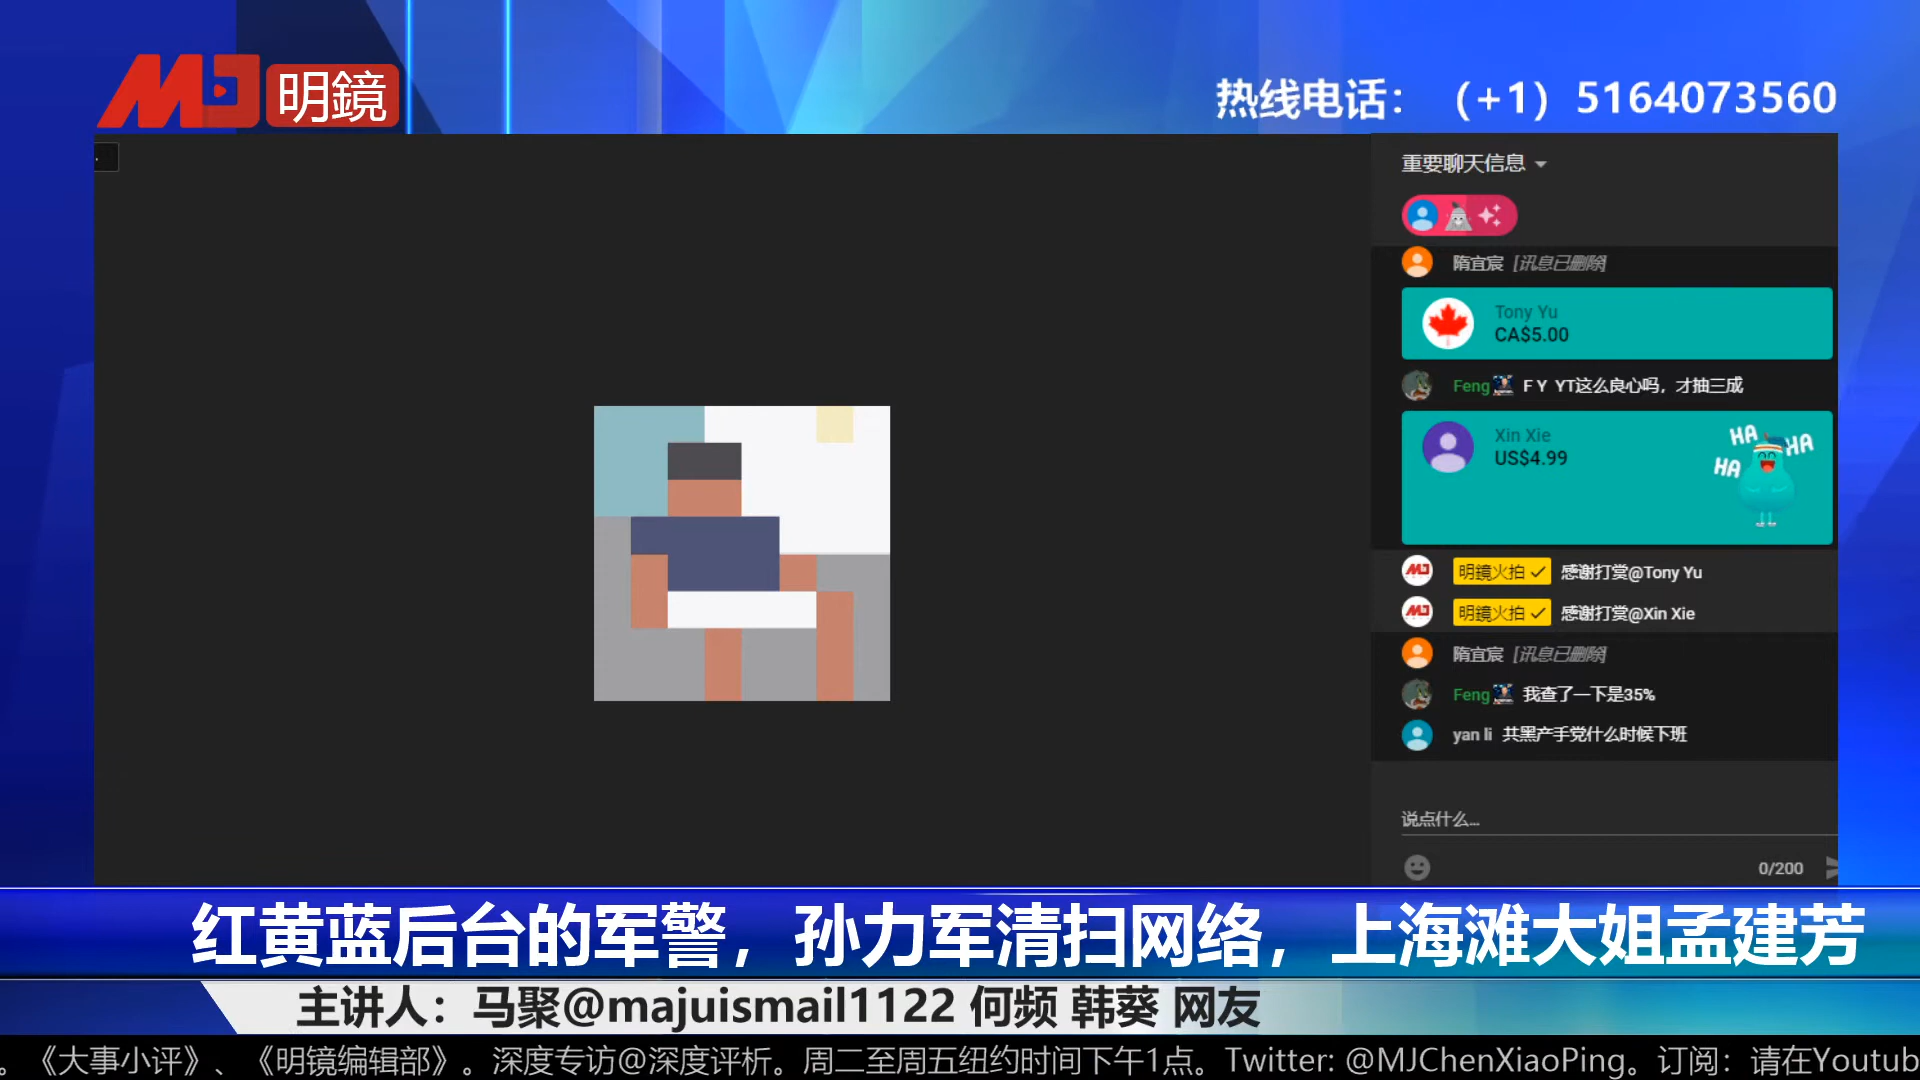 MJ 明鏡
热线电话：（+1）5164073560
重要聊天信息
隋宜宸 [讯息已删除]
Tony Yu
CA$5.00
Feng F Y YT这么良心吗，才抽三成
Xin Xie
US$4.99
HA HA HA
明鏡火拍 感谢打赏@Tony Yu
明鏡火拍 感谢打赏@Xin Xie
隋宜宸 [讯息已删除]
Feng 我查了一下是35%
yan li 共黑产手党什么时候下班
说点什么...
0/200
红黄蓝后台的军警，孙力军清扫网络，上海滩大姐孟建芳
主讲人：马聚@majuismail1122 何频 韩葵 网友
。《大事小评》、《明镜编辑部》。深度专访@深度评析。周二至周五纽约时间下午1点。Twitter: @MJChenXiaoPing。订阅：请在Youtub